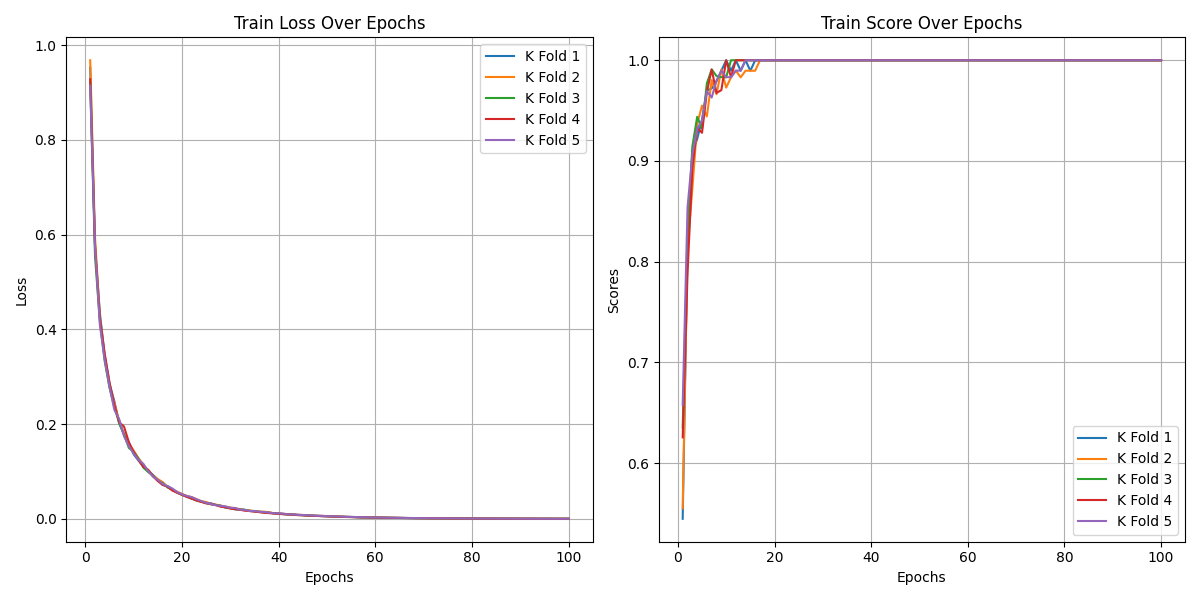 Train Loss Over Epochs
1.0
0.8
0.6
0.4
0.2
0.0
Loss
0
20
40
60
80
100
Epochs
K Fold 1
K Fold 2
K Fold 3
K Fold 4
K Fold 5
Train Score Over Epochs
1.0
0.9
0.8
0.7
0.6
Scores
0
20
40
60
80
100
Epochs
K Fold 1
K Fold 2
K Fold 3
K Fold 4
K Fold 5